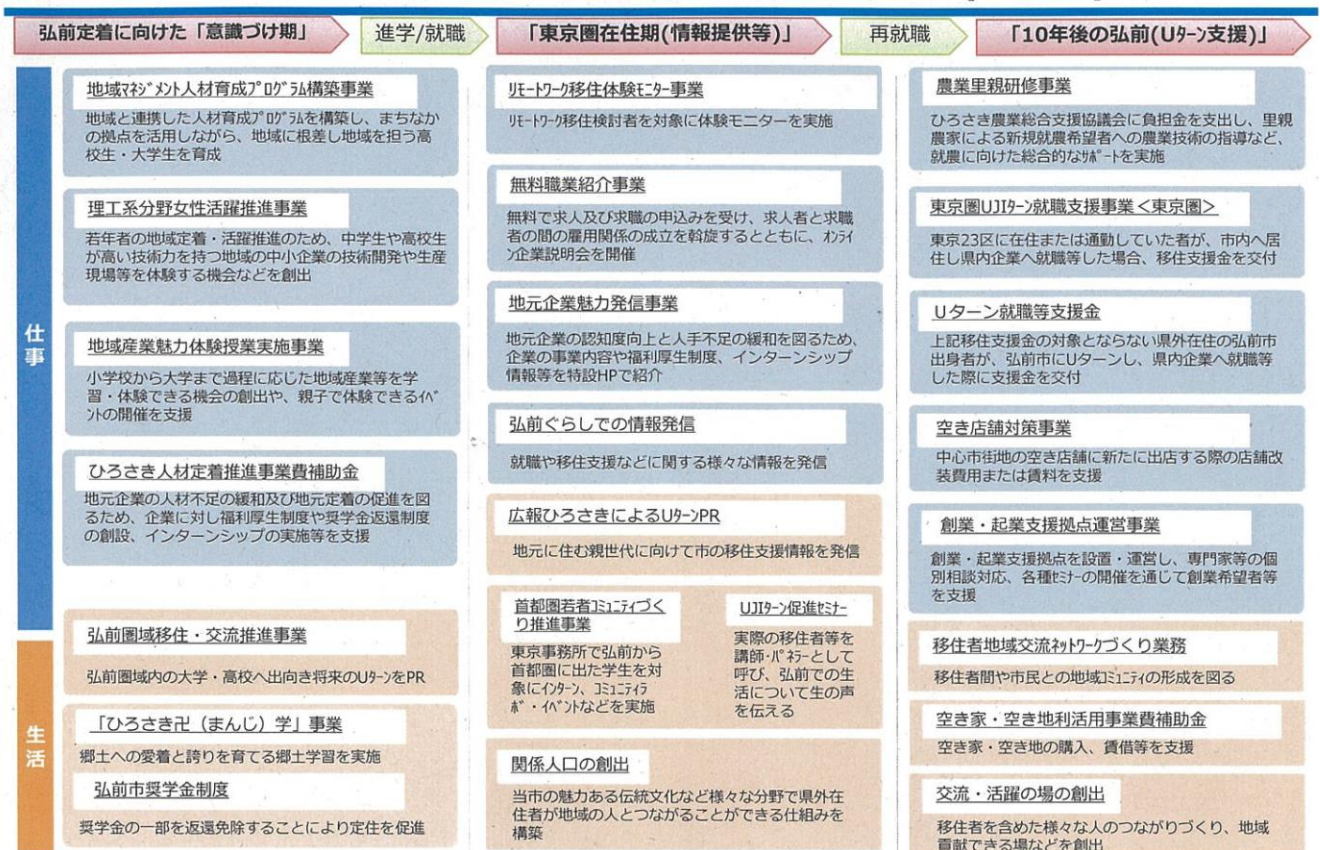 弘前定着に向けた「意識づけ期」
進学/就職
「東京圏在住期(情報提供等)」
再就職
「10年後の弘前(Uターン支援)」
仕事
地域マネジメント人材育成プログラム構築事業
地域と連携した人材育成プログラムを構築し、まちなか
の拠点を活用しながら、地域に根差し地域を担う高
校生・大学生を育成
理工系分野女性活躍推進事業
若年者の地域定着・活躍推進のため、中学生や高校生
が高い技術力を持つ地域の中小企業の技術開発や生産
現場等を体験する機会などを創出
地域産業魅力体験授業実施事業
小学校から大学まで過程に応じた地域産業等を学
習・体験できる機会の創出や、親子で体験できるイベ
ントの開催を支援
ひろさき人材定着推進事業費補助金
地元企業の人材不足の緩和及び地元定着の促進を図
るため、企業に対し福利厚生制度や奨学金返還制度
の創設、インターンシップの実施等を支援
リモートワーク移住体験モニター事業
リモートワーク移住検討者を対象に体験モニターを実施
無料職業紹介事業
無料で求人及び求職の申込みを受け、求人者と求職
者の間の雇用関係の成立を斡旋するとともに、オンライ
ン企業説明会を開催
地元企業魅力発信事業
地元企業の認知度向上と人手不足の緩和を図るため、
企業の事業内容や福利厚生制度、インターンシップ
情報等を特設HPで紹介
弘前ぐらしでの情報発信
就職や移住支援などに関する様々な情報を発信
広報ひろさきによるUターンPR
地元に住む親世代に向けて市の移住支援情報を発信
農業里親研修事業
ひろさき農業総合支援協議会に負担金を支出し、里親
農家による新規就農希望者への農業技術の指導など、
就農に向けた総合的なサポートを実施
東京圏UJIターン就職支援事業＜東京圏＞
東京23区に在住または通勤していた者が、市内へ居
住し県内企業へ就職等した場合、移住支援金を交付
Uターン就職等支援金
上記移住支援金の対象とならない県外在住の弘前市
出身者が、弘前市にUターンし、県内企業へ就職等
した際に支援金を交付
空き店舗対策事業
中心市街地の空き店舗に新たに出店する際の店舗改
装費用または賃料を支援
創業・起業支援拠点運営事業
創業・起業支援拠点を設置・運営し、専門家等の個
別相談対応、各種セミナーの開催を通じて創業希望者等
を支援
生活
弘前圏域移住・交流推進事業
弘前圏域内の大学・高校へ出向き将来のUターンをPR
「ひろさき卍（まんじ）学」事業
郷土への愛着と誇りを育てる郷土学習を実施
弘前市奨学金制度
奨学金の一部を返還免除することにより定住を促進
首都圏若者コミュニティづく
り推進事業
東京事務所で弘前から
首都圏に出た学生を対
象にインターン、コミュニティラ
ボ・イベントなどを実施
UJIターン促進セミナー
実際の移住者等を
講師・パネラーとして
呼び、弘前での生
活について生の声
を伝える
関係人口の創出
当市の魅力ある伝統文化など様々な分野で県外在
住者が地域の人とつながることができる仕組みを
構築
移住者地域交流ネットワークづくり業務
移住者間や市民との地域コミュニティの形成を図る
空き家・空き地利活用事業費補助金
空き家・空き地の購入、賃借等を支援
交流・活躍の場の創出
移住者を含めた様々な人のつながりづくり、地域
貢献できる場などを創出